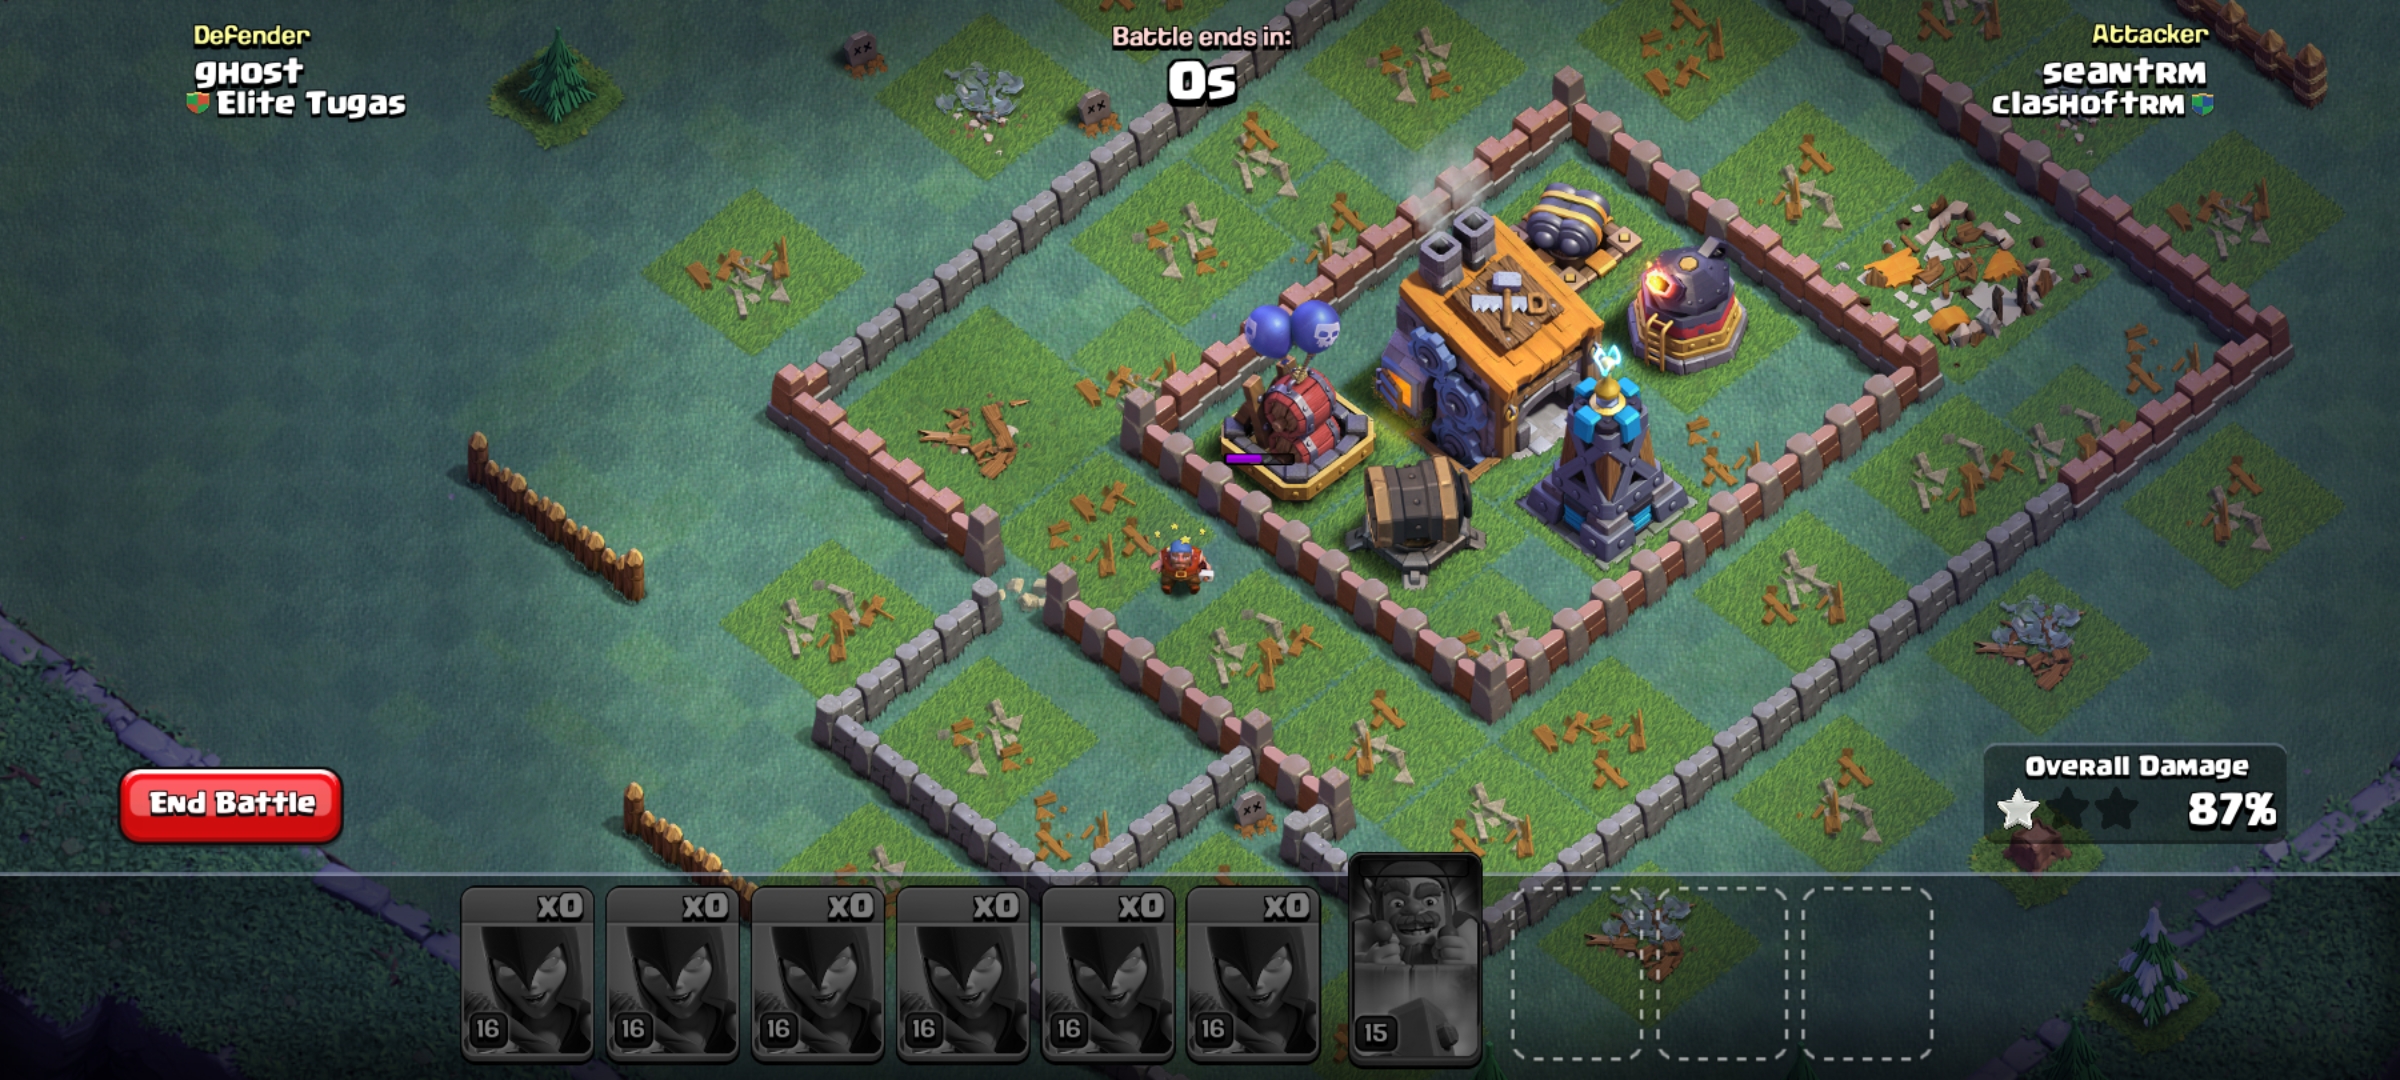 Defender
gHOst
Elite Tugas
Battle ends in:
0s
Attacker
seantRM
clashoftRM
End Battle
Overall Damage
87%
x0
x0
x0
x0
x0
x0
16
16
16
16
16
16
15